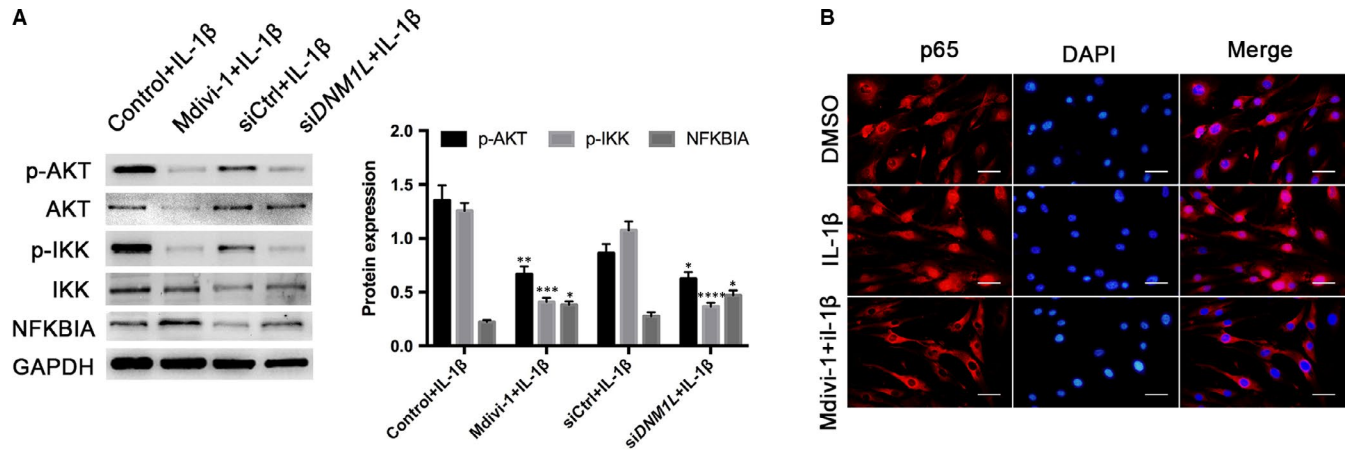 A
Control+IL-1β
Mdivi-1+IL-1β
siCtrl+IL-1β
siDNM1L+IL-1β
p-AKT
AKT
p-IKK
IKK
NFKBIA
GAPDH
Protein expression
2.0
1.5
1.0
0.5
0.0
p-AKT p-IKK NFKBIA
** *** *
* **** *
Control+IL-1β
Mdivi-1+IL-1β
siCtrl+IL-1β
siDNM1L+IL-1β
B
p65 DAPI Merge
DMSO
IL-1β
Mdivi-1+il-1β